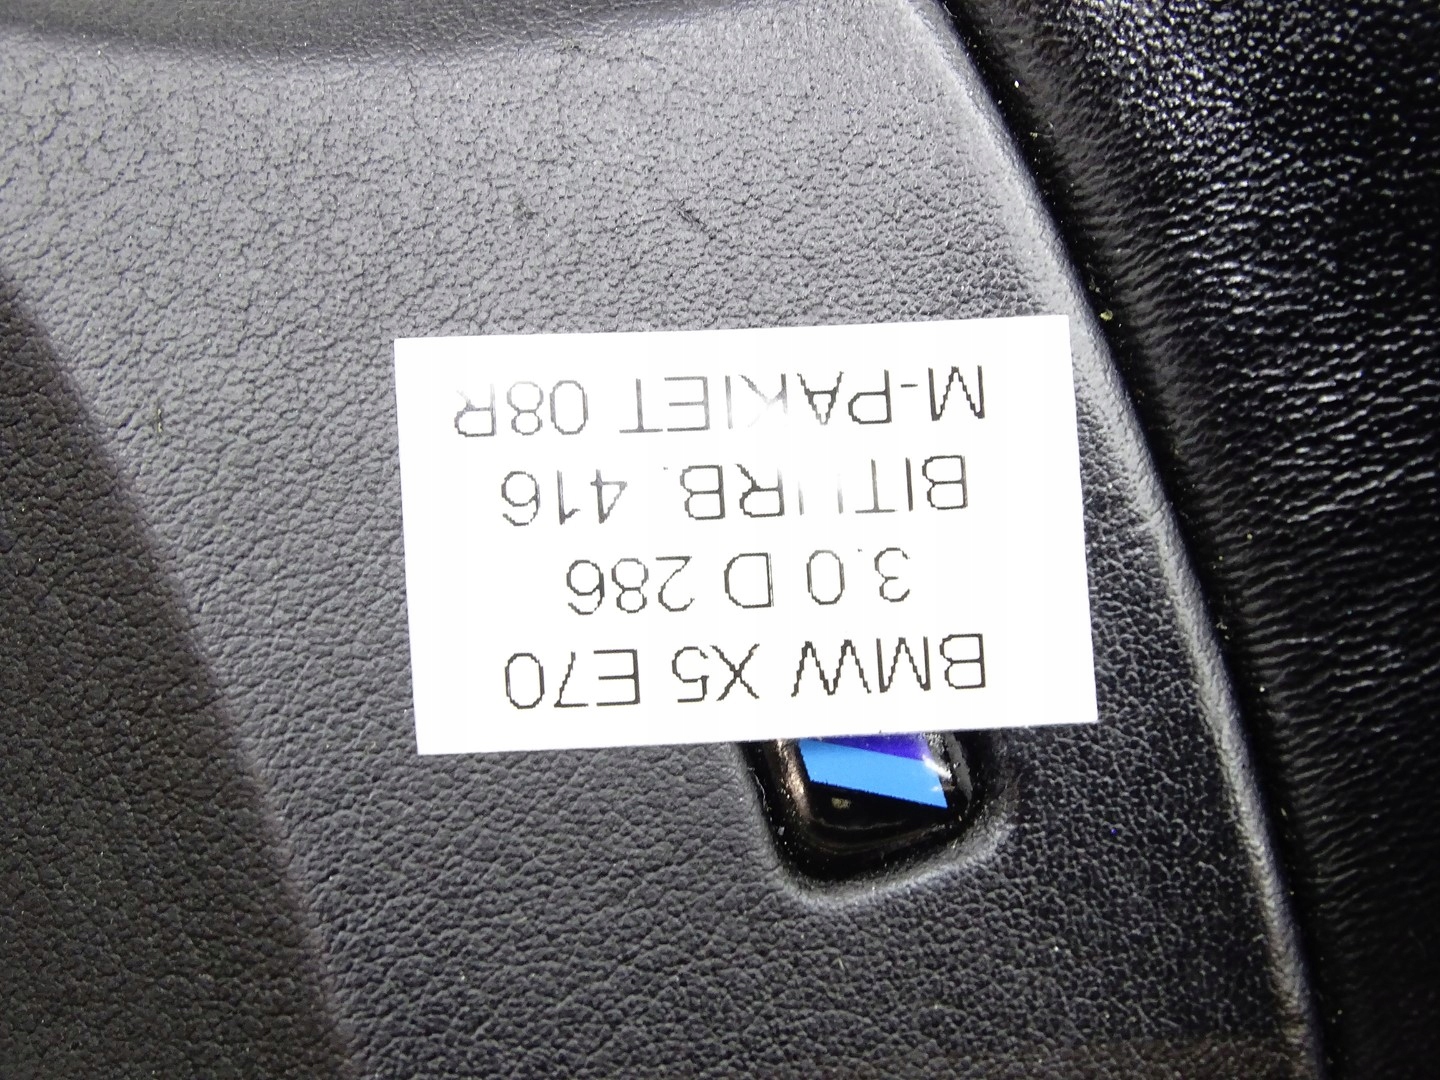 BMW X5 E70
3.0 D 286
BITURB. 416
M-PAKIET 08R